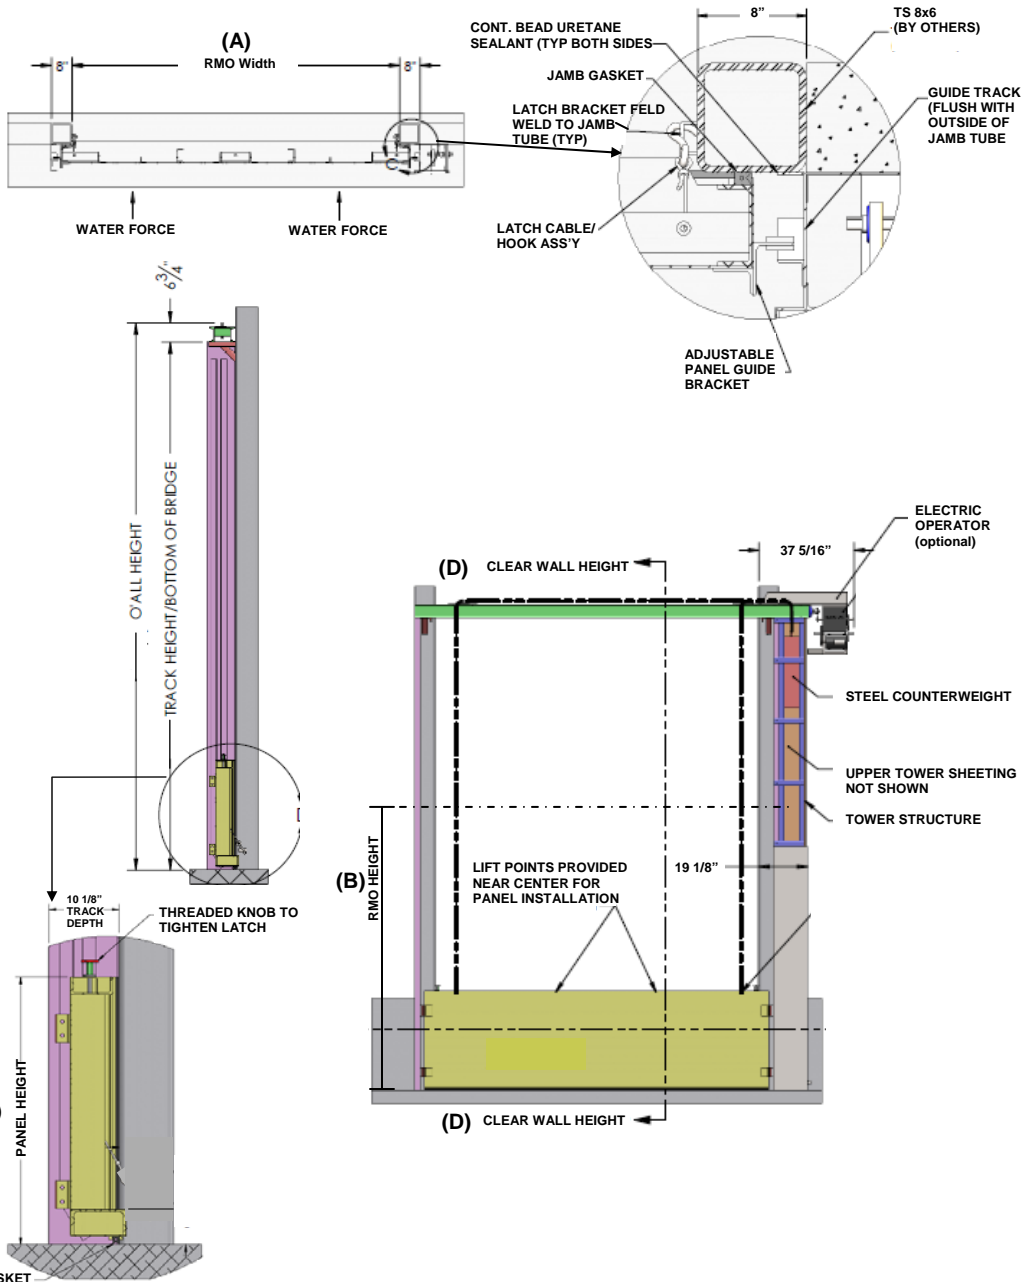 (A)
RMO Width
8"
8"
WATER FORCE
WATER FORCE
CONT. BEAD URETANE
SEALANT (TYP BOTH SIDES
JAMB GASKET
LATCH BRACKET FELD
WELD TO JAMB
TUBE (TYP)
LATCH CABLE/
HOOK ASS'Y
8"
TS 8x6
(BY OTHERS)
GUIDE TRACK
(FLUSH WITH
OUTSIDE OF
JAMB TUBE
ADJUSTABLE
PANEL GUIDE
BRACKET
6 3/4"
O'ALL HEIGHT
TRACK HEIGHT/BOTTOM OF BRIDGE
10 1/8"
TRACK
DEPTH
THREADED KNOB TO
TIGHTEN LATCH
PANEL HEIGHT
SKET
(D)
CLEAR WALL HEIGHT
37 5/16"
ELECTRIC
OPERATOR
(optional)
STEEL COUNTERWEIGHT
UPPER TOWER SHEETING
NOT SHOWN
TOWER STRUCTURE
(B)
RMO HEIGHT
LIFT POINTS PROVIDED
NEAR CENTER FOR
PANEL INSTALLATION
19 1/8"
(D)
CLEAR WALL HEIGHT